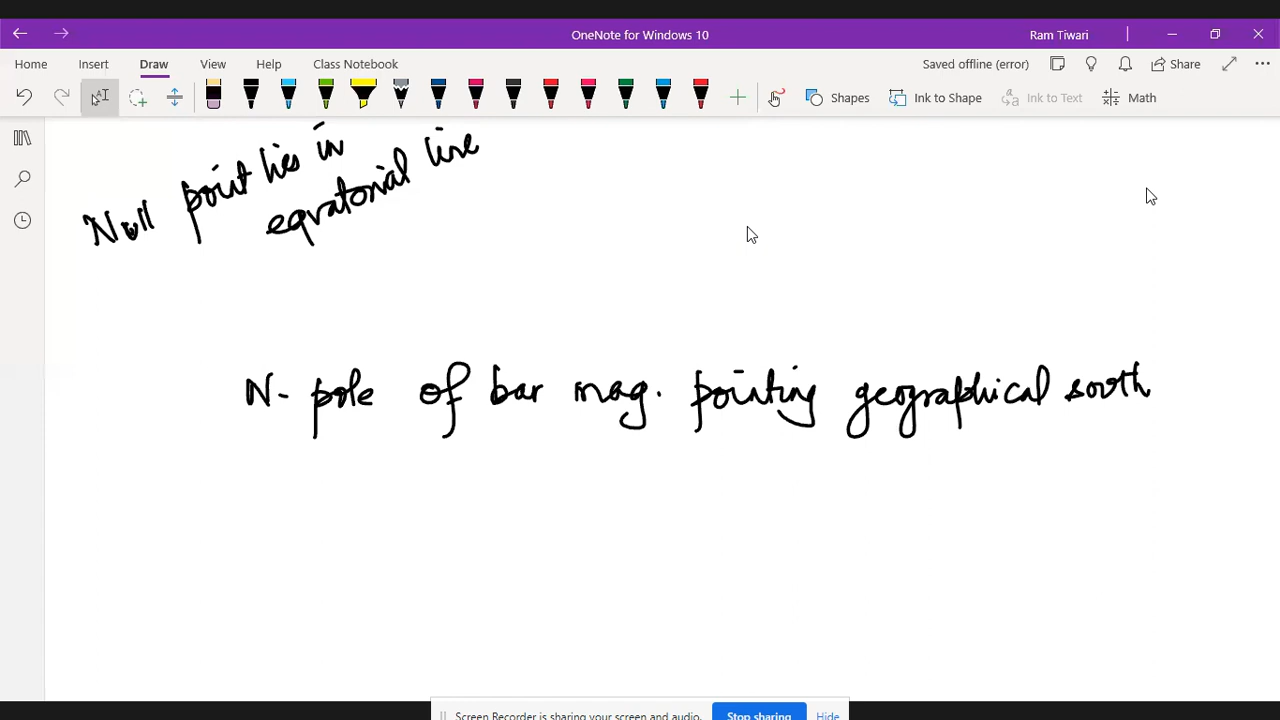 OneNote for Windows 10
Ram Tiwari
Home Insert Draw View Help Class Notebook
Saved offline (error) Share
Shapes Ink to Shape Ink to Text Math
Null point lies in
equatorial line
N- pole of bar mag. pointing geographical south
Screen Recorder is sharing your screen and audio. Stop sharing Hide